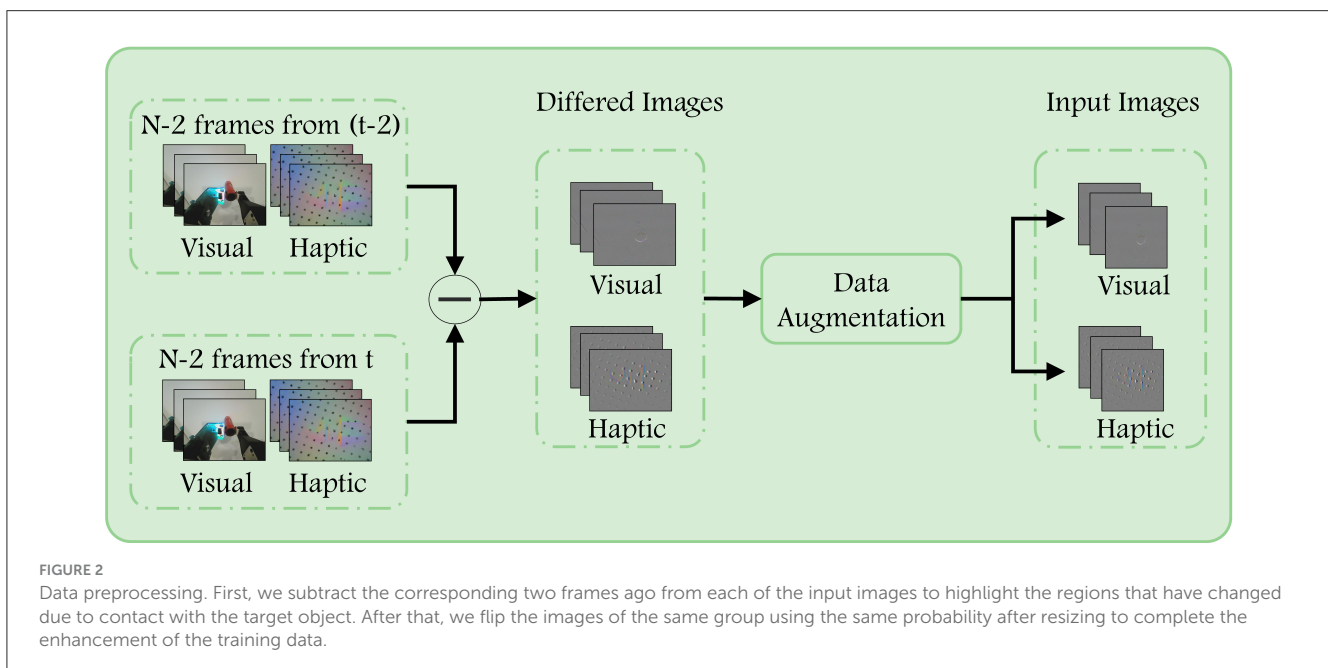 N-2 frames from (t-2)
Visual Haptic
N-2 frames from t
Visual Haptic
Differed Images
Visual
Haptic
Data
Augmentation
Input Images
Visual
Haptic
FIGURE 2
Data preprocessing. First, we subtract the corresponding two frames ago from each of the input images to highlight the regions that have changed
due to contact with the target object. After that, we flip the images of the same group using the same probability after resizing to complete the
enhancement of the training data.